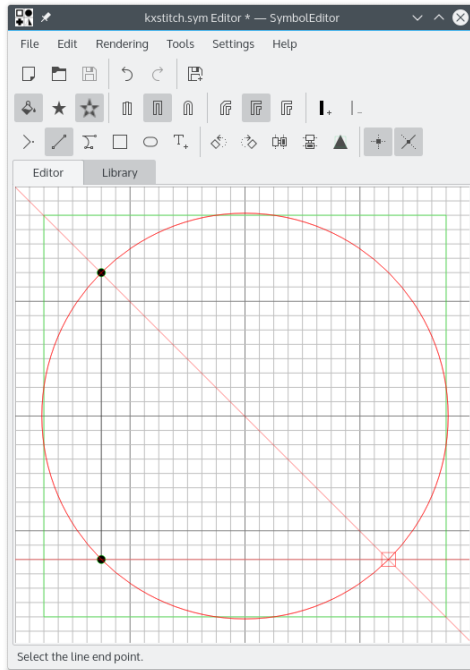 kxstitch.sym Editor * — SymbolEditor
File Edit Rendering Tools Settings Help
T
Editor Library
Select the line end point.